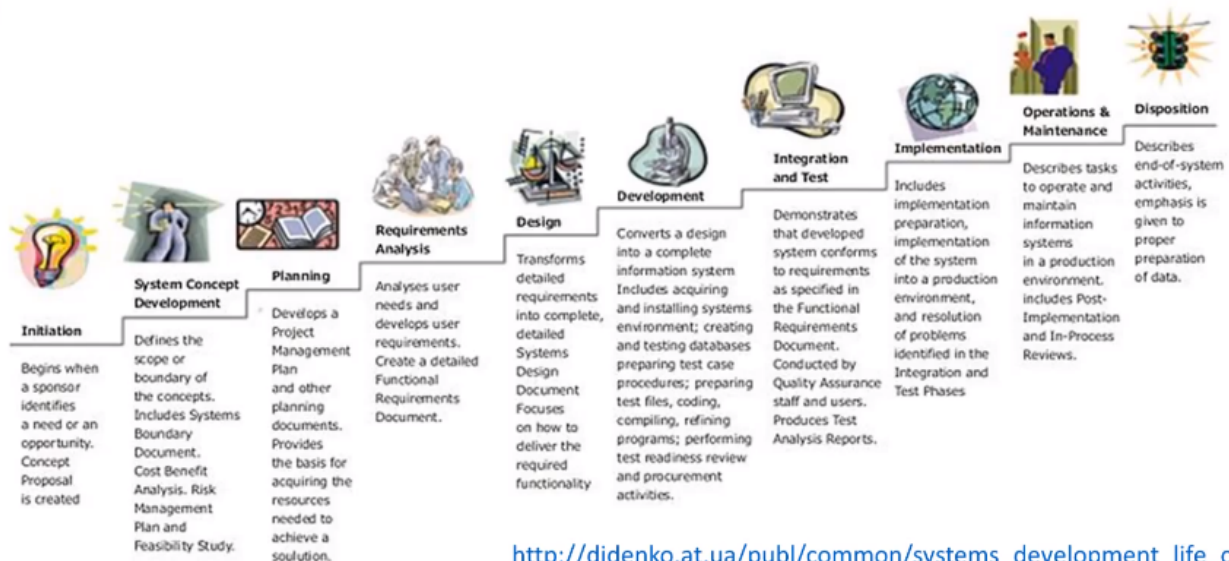 Initiation
Begins when
a sponsor
identifies
a need or an
opportunity.
Concept
Proposal
is created
System Concept
Development
Defines the
scope or
boundary of
the concepts.
Includes Systems
Boundary
Document.
Cost Benefit
Analysis. Risk
Management
Plan and
Feasibility Study.
Planning
Develops a
Project
Management
Plan
and other
planning
documents.
Provides
the basis for
acquiring the
resources
needed to
achieve a
soulution.
Requirements
Analysis
Analyses user
needs and
develops user
requirements.
Create a detailed
Functional
Requirements
Document.
Design
Transforms
detailed
requirements
into complete,
detailed
Systems
Design
Document
Focuses
on how to
deliver the
required
functionality
Development
Converts a design
into a complete
information system
Includes acquiring
and installing systems
environment; creating
and testing databases
preparing test case
procedures; preparing
test files, coding,
compiling, refining
programs; performing
test readiness review
and procurement
activities.
Integration
and Test
Demonstrates
that developed
system conforms
to requirements
as specified in
the Functional
Requirements
Document.
Conducted by
Quality Assurance
staff and users.
Produces Test
Analysis Reports.
Implementation
Includes
implementation
preparation,
implementation
of the system
into a production
environment,
and resolution
of problems
identified in the
Integration and
Test Phases
Operations &
Maintenance
Describes tasks
to operate and
maintain
information
systems
in a production
environment.
includes Post-
Implementation
and In-Process
Reviews.
Disposition
Describes
end-of-system
activities,
emphasis is
given to
proper
preparation
of data.
http://didenko.at.ua/publ/common/systems_development_life_c